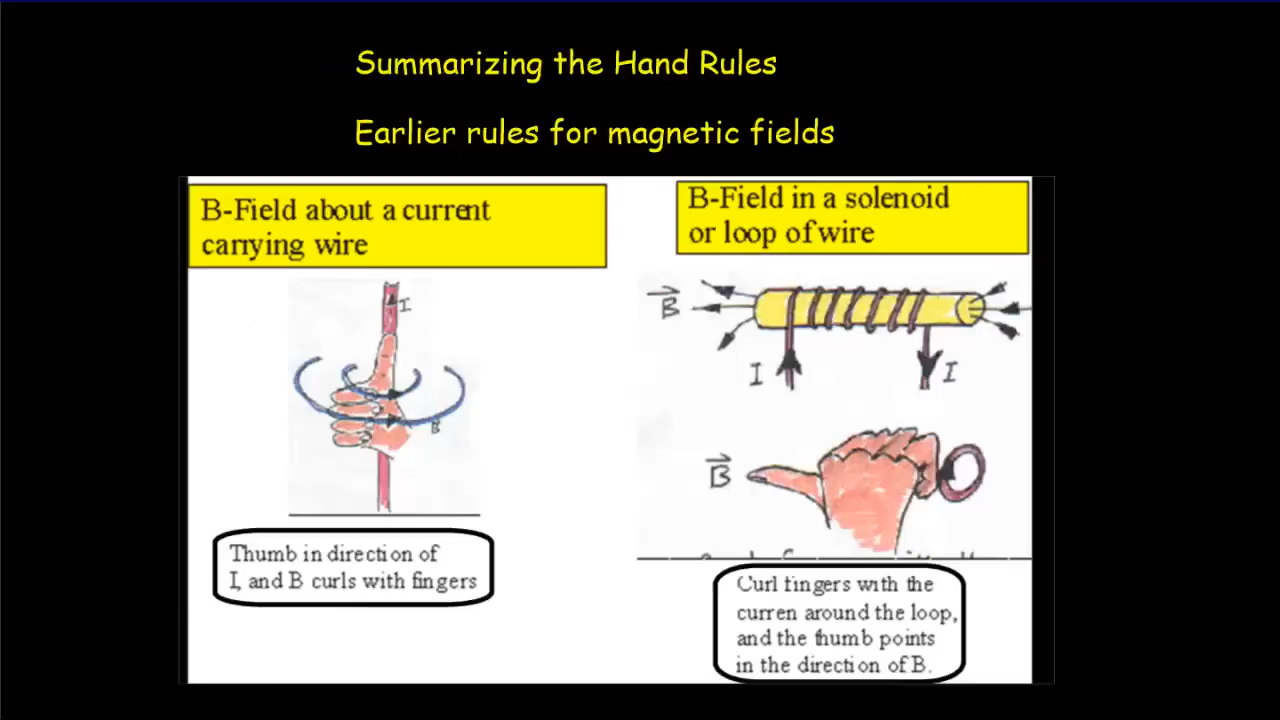 Summarizing the Hand Rules
Earlier rules for magnetic fields
B-Field about a current
carrying wire
I
B
Thumb in direction of
I, and B curls with fingers
B-Field in a solenoid
or loop of wire
B
I
I
B
Curl fingers with the
curren around the loop,
and the thumb points
in the direction of B.